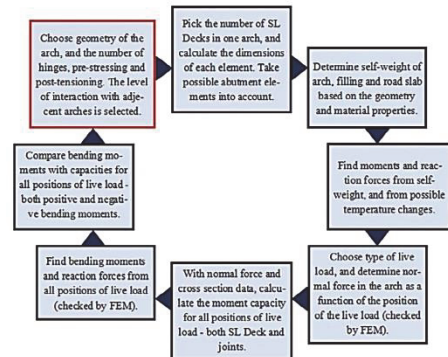 Choose geometry of the
arch, and the number of
hinges, pre-stressing and
post-tensioning. The level
of interaction with adjec-
ent arches is selected.
Pick the number of SL
Decks in one arch, and
calculate the dimensions
of each element. Take
possible abutment ele-
ments into account.
Determine self-weight of
arch, filling and road slab
based on the geometry
and material properties.
Find moments and reac-
tion forces from self-
weight, and from possible
temperature changes.
Choose type of live
load, and determine nor-
mal force in the arch as a
function of the position
of the live load (checked
by FEM).
With normal force and
cross section data, calcu-
late the moment capacity
for all positions of live
load - both SL Deck and
joints.
Find bending moments
and reaction forces from
all positions of live load
(checked by FEM).
Compare bending mo-
ments with capacities for
all positions of live load -
both positive and neg-
ative bending moments.